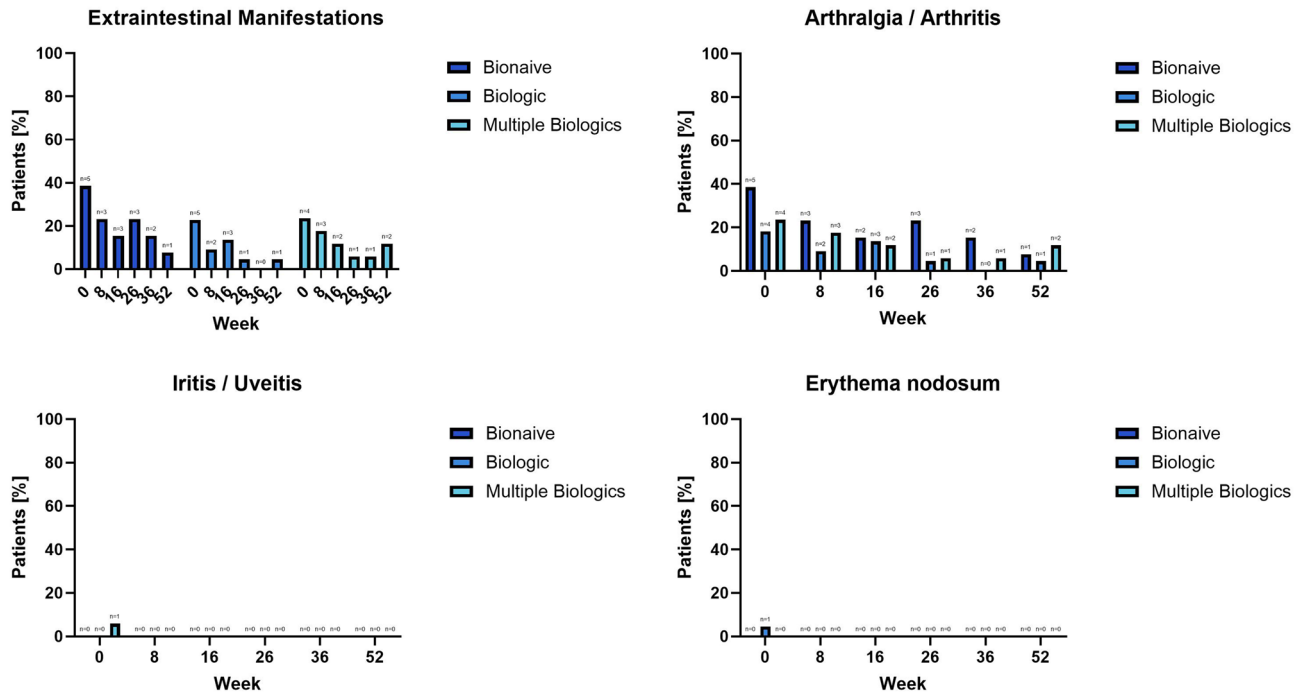 Extraintestinal Manifestations
Patients [%]
100
80
60
40
20
0
n=5 n=3 n=3 n=3 n=2 n=1 n=5 n=2 n=3 n=1 n=0 n=1 n=4 n=3 n=2 n=1 n=1 n=2
0 8 16 26 36 52 0 8 16 26 36 52 0 8 16 26 36 52
Week
Bionaive
Biologic
Multiple Biologics
Arthralgia / Arthritis
Patients [%]
100
80
60
40
20
0
n=5 n=4 n=4 n=3 n=2 n=3 n=2 n=3 n=2 n=3 n=1 n=1 n=2 n=0 n=1 n=1 n=1 n=2
0 8 16 26 36 52
Week
Bionaive
Biologic
Multiple Biologics
Iritis / Uveitis
Patients [%]
100
80
60
40
20
0
n=0 n=0 n=1 n=0 n=0 n=0 n=0 n=0 n=0 n=0 n=0 n=0 n=0 n=0 n=0 n=0 n=0 n=0
0 8 16 26 36 52
Week
Bionaive
Biologic
Multiple Biologics
Erythema nodosum
Patients [%]
100
80
60
40
20
0
n=0 n=1 n=0 n=0 n=0 n=0 n=0 n=0 n=0 n=0 n=0 n=0 n=0 n=0 n=0 n=0 n=0 n=0
0 8 16 26 36 52
Week
Bionaive
Biologic
Multiple Biologics